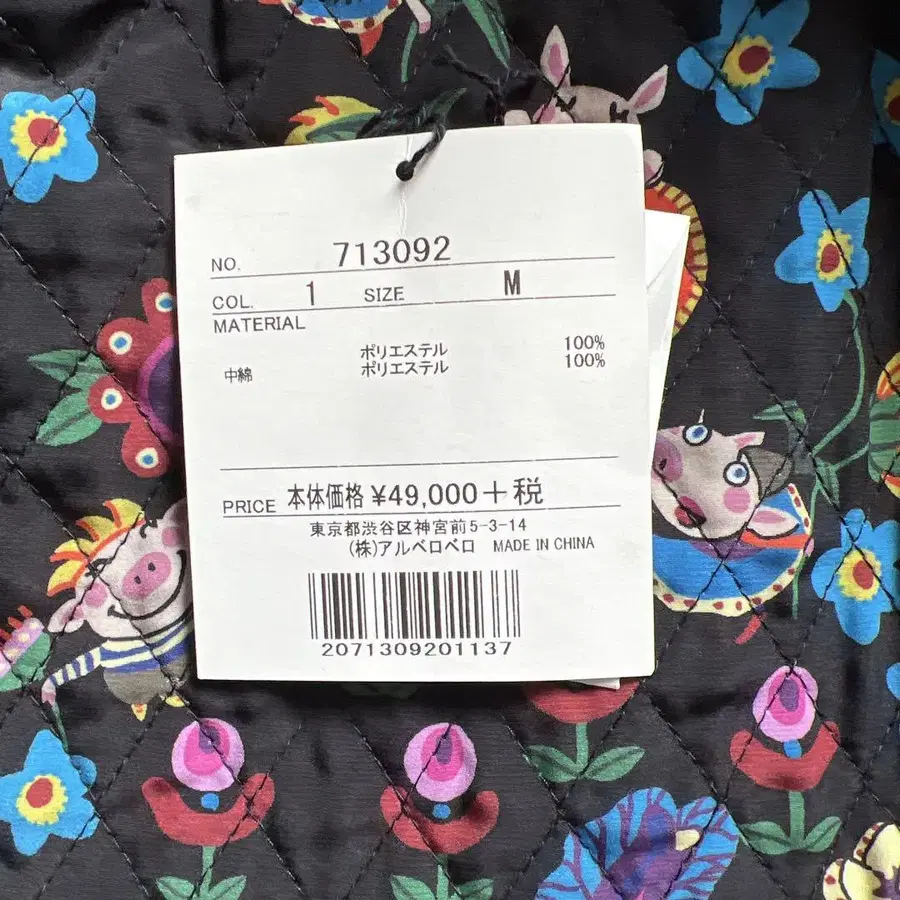 NO. 713092
COL. 1 SIZE M
MATERIAL
ポリエステル 100%
中綿 ポリエステル 100%
PRICE 本体価格 ¥49,000+税
東京都渋谷区神宮前5-3-14
(株)アルベロベロ MADE IN CHINA
2071309201137